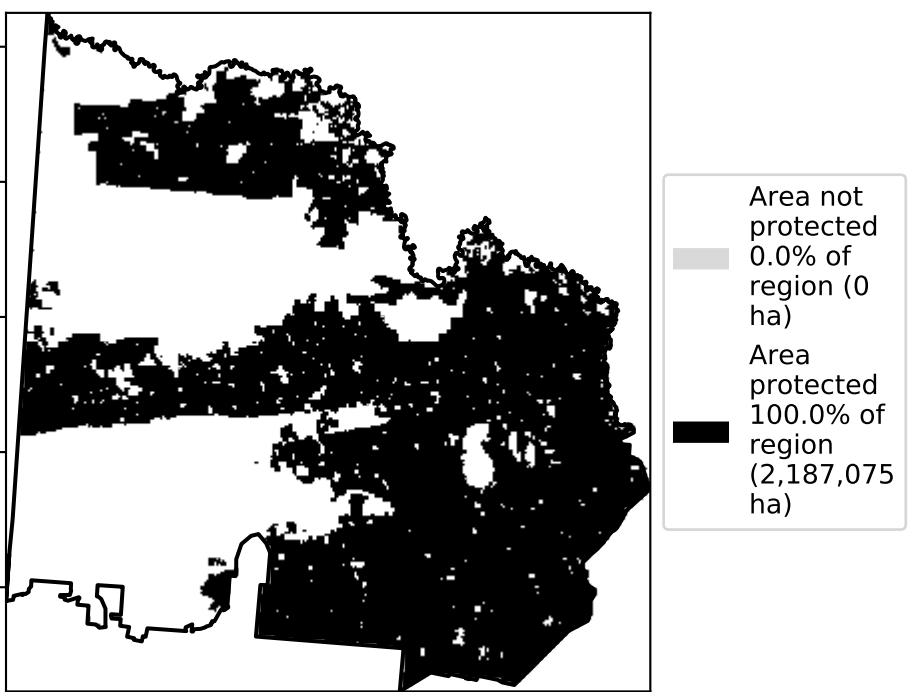 Area not
protected
0.0% of
region (0
ha)
Area
protected
100.0% of
region
(2,187,075
ha)